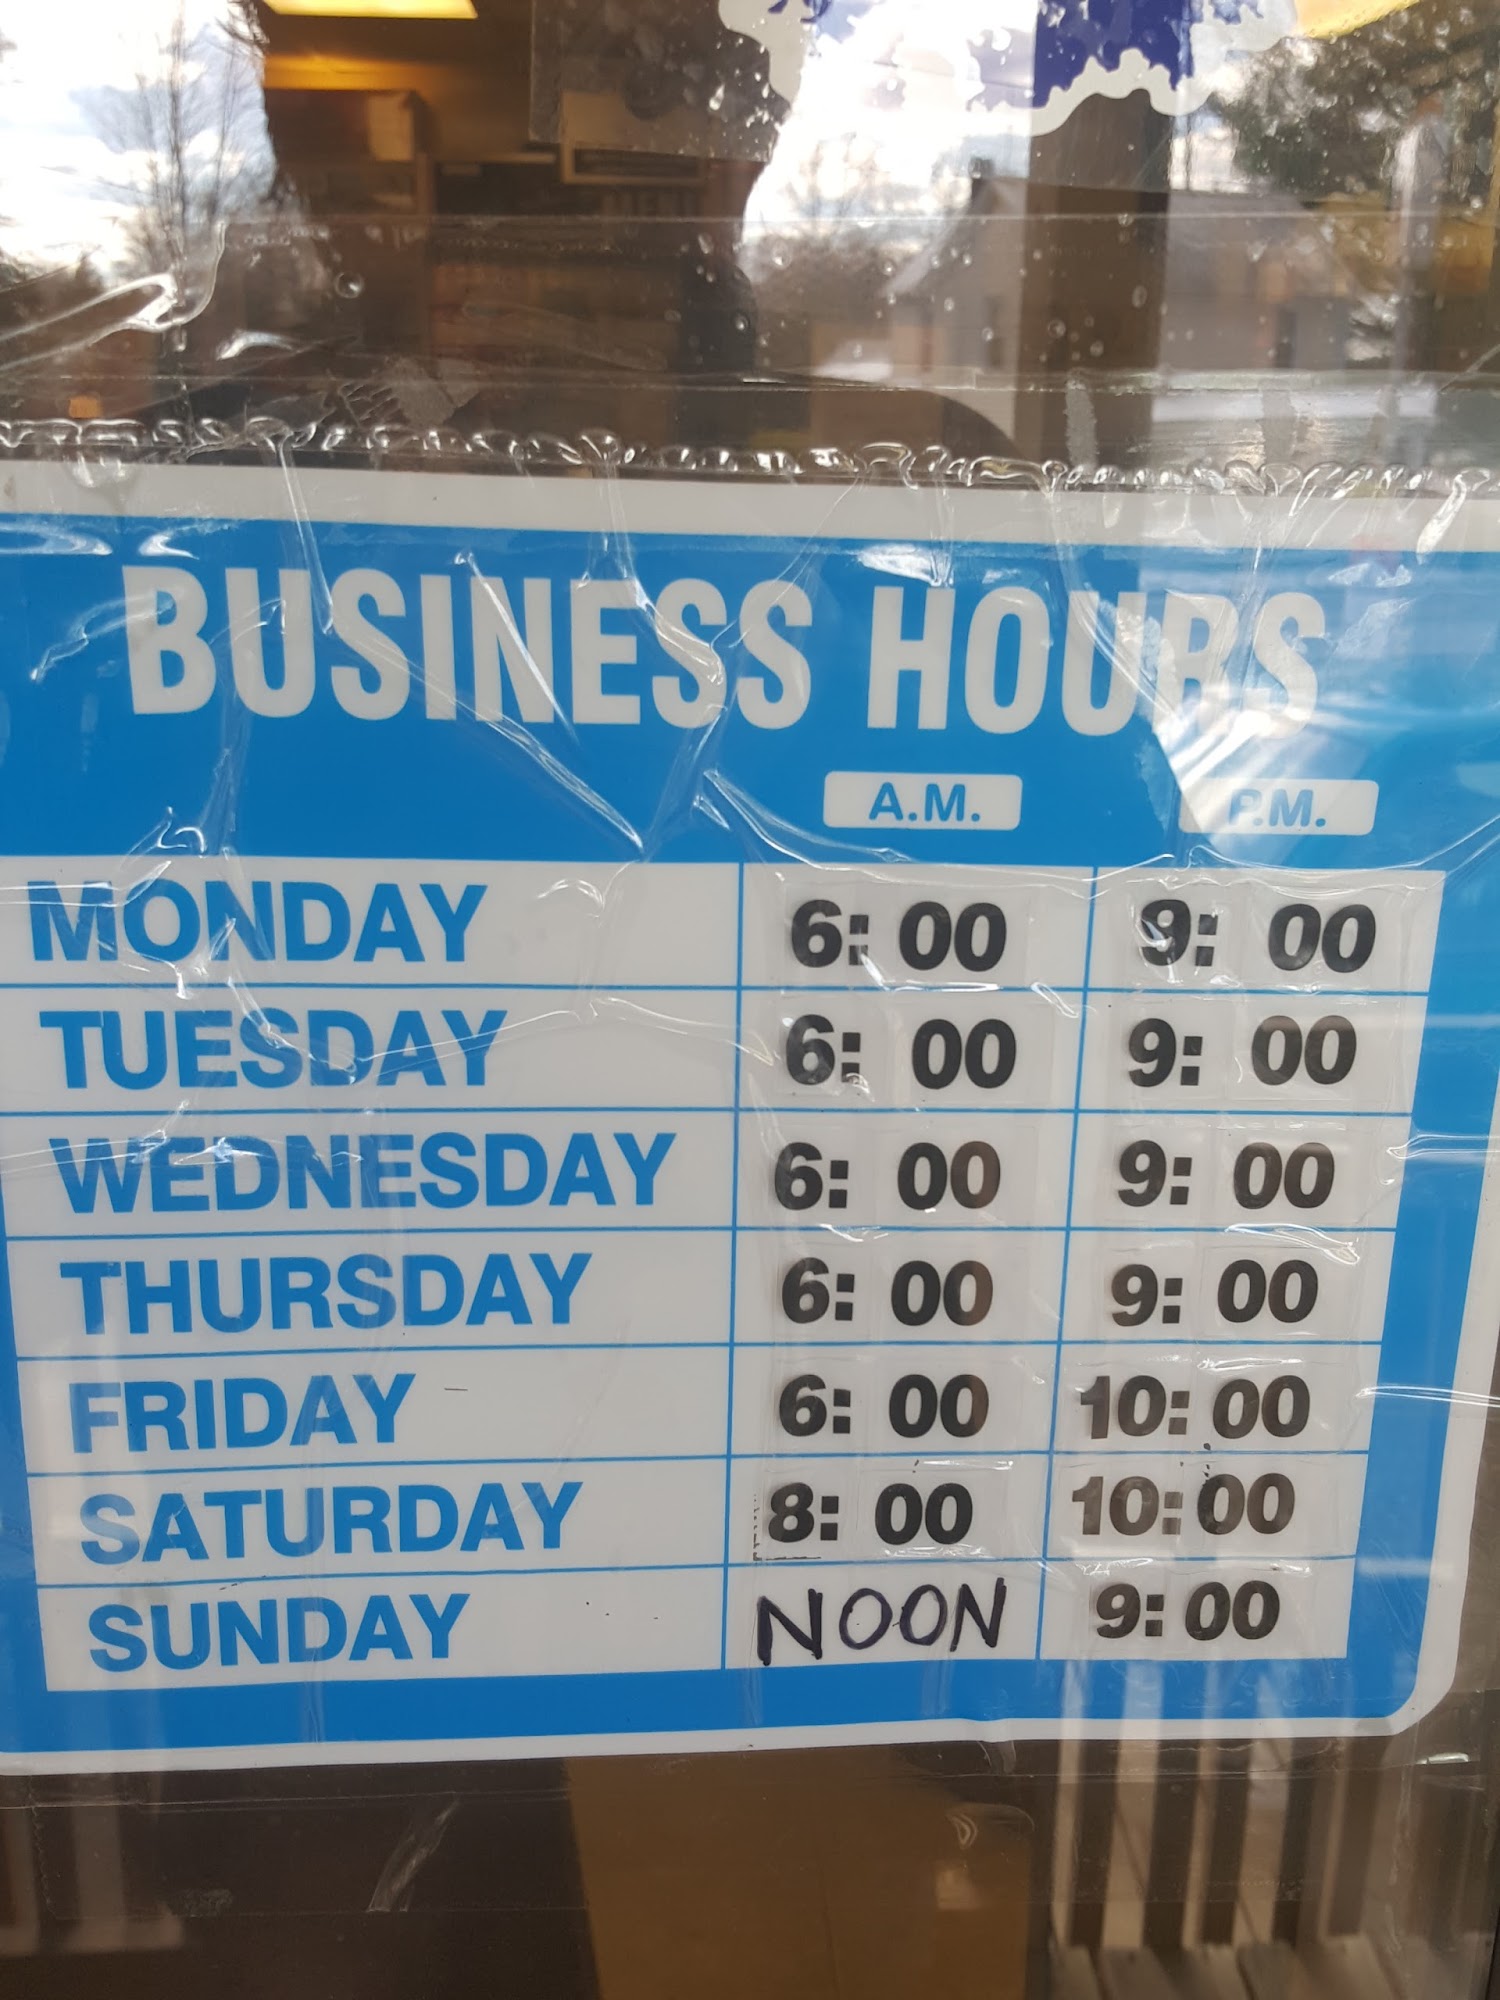 BUSINESS HOURS
A.M. P.M.
MONDAY 6:00 9:00
TUESDAY 6:00 9:00
WEDNESDAY 6:00 9:00
THURSDAY 6:00 9:00
FRIDAY 6:00 10:00
SATURDAY 8:00 10:00
SUNDAY NOON 9:00